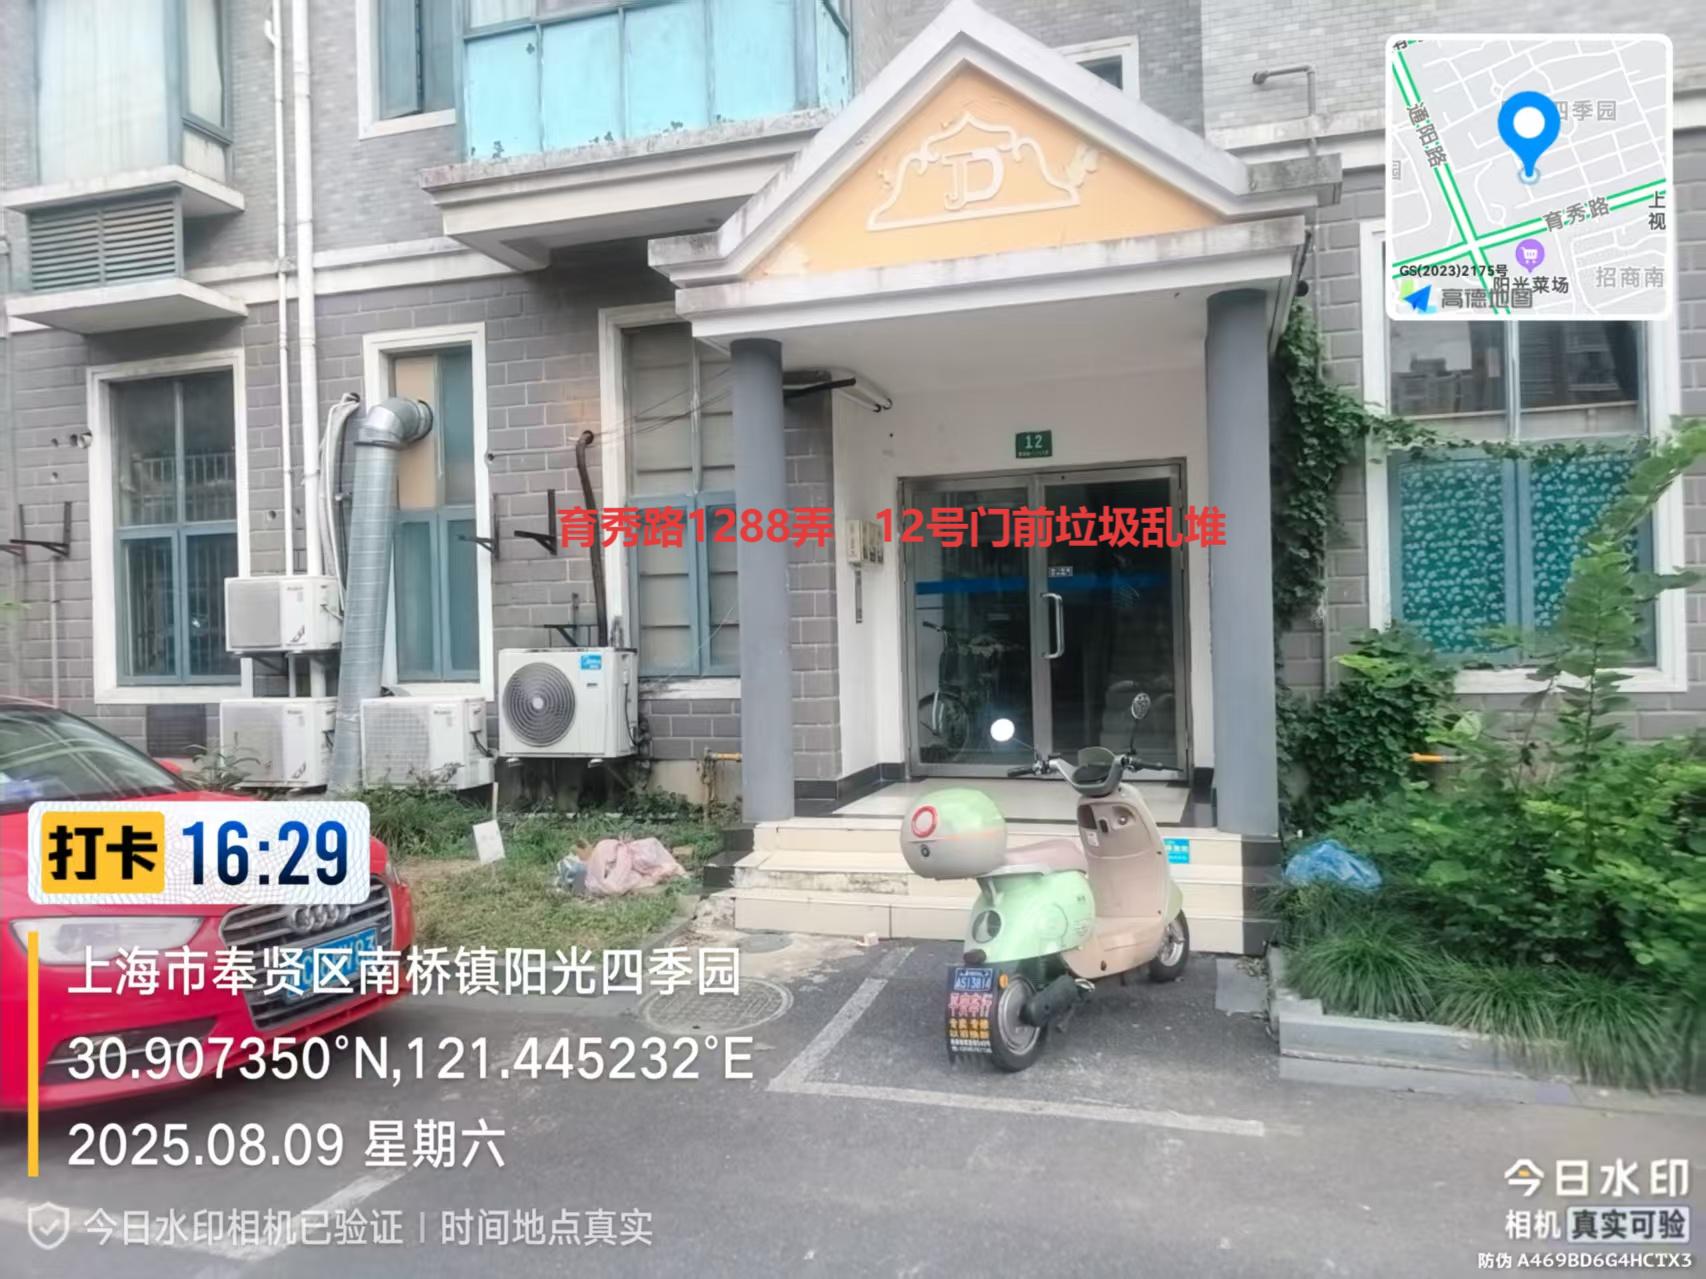 通阳路
四季园
育秀路
上
视
GS(2023)2175号
阳光菜场
招商南
高德地图
JD
12
育秀路1288弄 12号门前垃圾乱堆
打卡 16:29
上海市奉贤区南桥镇阳光四季园
30.907350°N,121.445232°E
2025.08.09 星期六
今日水印相机已验证 | 时间地点真实
今日水印
相机 真实可验
防伪 A469BD6G4HCTX3